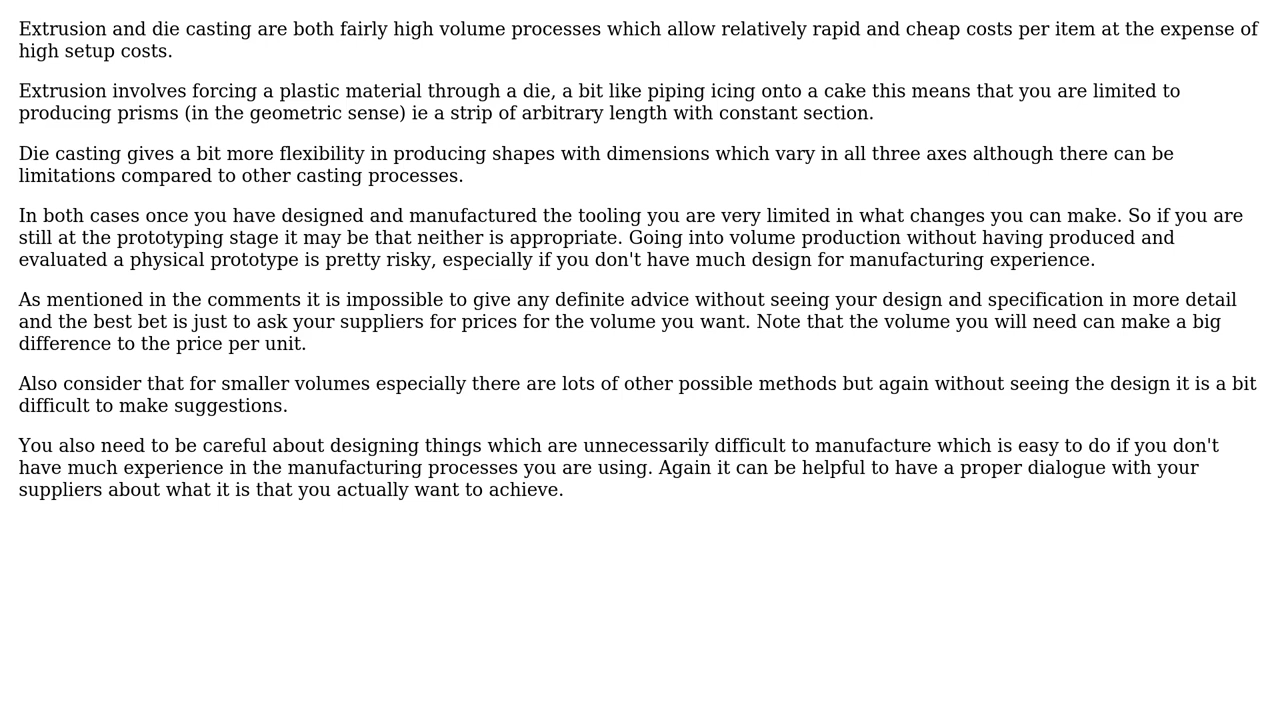 Extrusion and die casting are both fairly high volume processes which allow relatively rapid and cheap costs per item at the expense of
high setup costs.
Extrusion involves forcing a plastic material through a die, a bit like piping icing onto a cake this means that you are limited to
producing prisms (in the geometric sense) ie a strip of arbitrary length with constant section.
Die casting gives a bit more flexibility in producing shapes with dimensions which vary in all three axes although there can be
limitations compared to other casting processes.
In both cases once you have designed and manufactured the tooling you are very limited in what changes you can make. So if you are
still at the prototyping stage it may be that neither is appropriate. Going into volume production without having produced and
evaluated a physical prototype is pretty risky, especially if you don't have much design for manufacturing experience.
As mentioned in the comments it is impossible to give any definite advice without seeing your design and specification in more detail
and the best bet is just to ask your suppliers for prices for the volume you want. Note that the volume you will need can make a big
difference to the price per unit.
Also consider that for smaller volumes especially there are lots of other possible methods but again without seeing the design it is a bit
difficult to make suggestions.
You also need to be careful about designing things which are unnecessarily difficult to manufacture which is easy to do if you don't
have much experience in the manufacturing processes you are using. Again it can be helpful to have a proper dialogue with your
suppliers about what it is that you actually want to achieve.